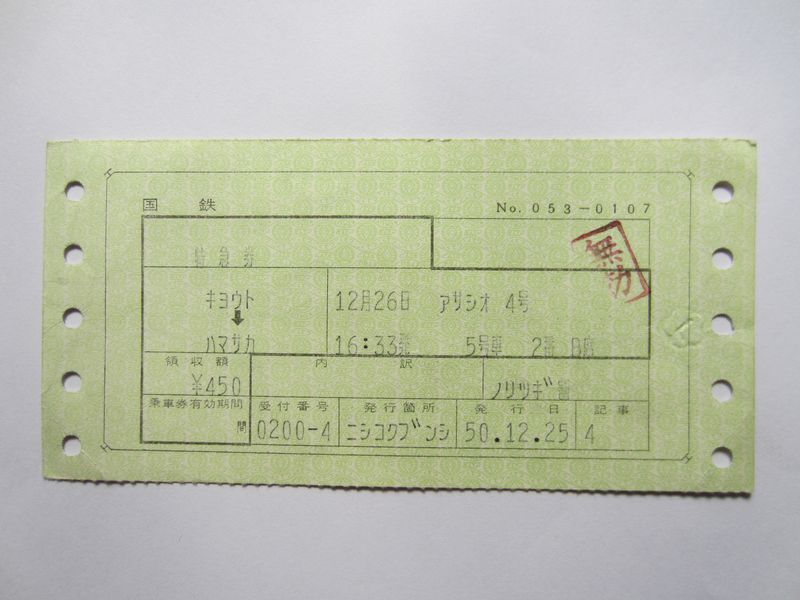 国鉄 No. 053-0107
特急券
無効
キヨウト 12月26日 アサシオ 4号
⬇
ハマサカ 16:33発 5号車 2番 B席
領収額 内訳
¥450 ノリツギ
乗車券有効期間 受付番号 発行箇所 発行日 記事
間 0200-4 ニシコクブンシ 50.12.25 4